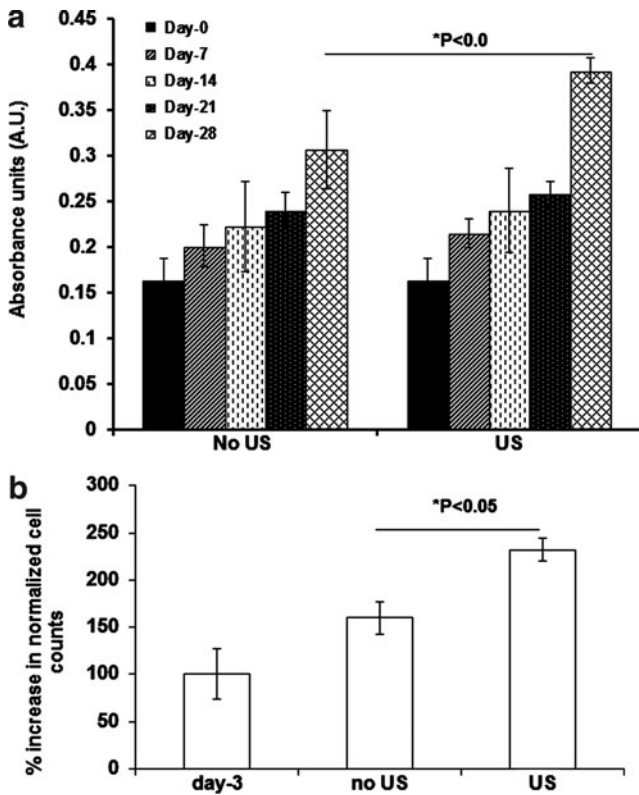 a
Absorbance units (A.U.)
0.45
0.4
0.35
0.3
0.25
0.2
0.15
0.1
0.05
0
Day-0
Day-7
Day-14
Day-21
Day-28
*P<0.0
No US
US
b
% increase in normalized cell
counts
300
250
200
150
100
50
0
*P<0.05
day-3
no US
US